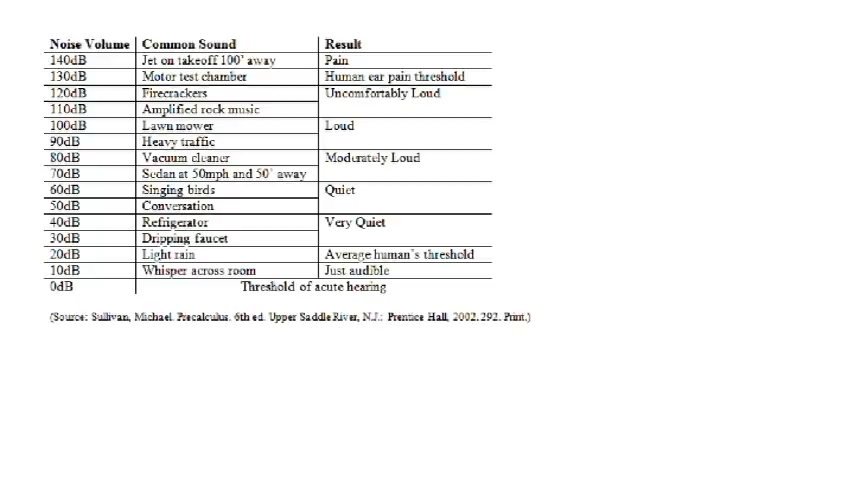 Noise Volume Common Sound Result
140dB Jet on takeoff 100' away Pain
130dB Motor test chamber Human ear pain threshold
120dB Firecrackers Uncomfortably Loud
110dB Amplified rock music
100dB Lawn mower Loud
90dB Heavy traffic
80dB Vacuum cleaner Moderately Loud
70dB Sedan at 50mph and 50' away
60dB Singing birds Quiet
50dB Conversation
40dB Refrigerator Very Quiet
30dB Dripping faucet
20dB Light rain Average human's threshold
10dB Whisper across room Just audible
0dB Threshold of acute hearing
(Source: Sullivan, Michael. Precalculus. 6th ed. Upper Saddle River, N.J.: Prentice Hall, 2002. 292. Print.)